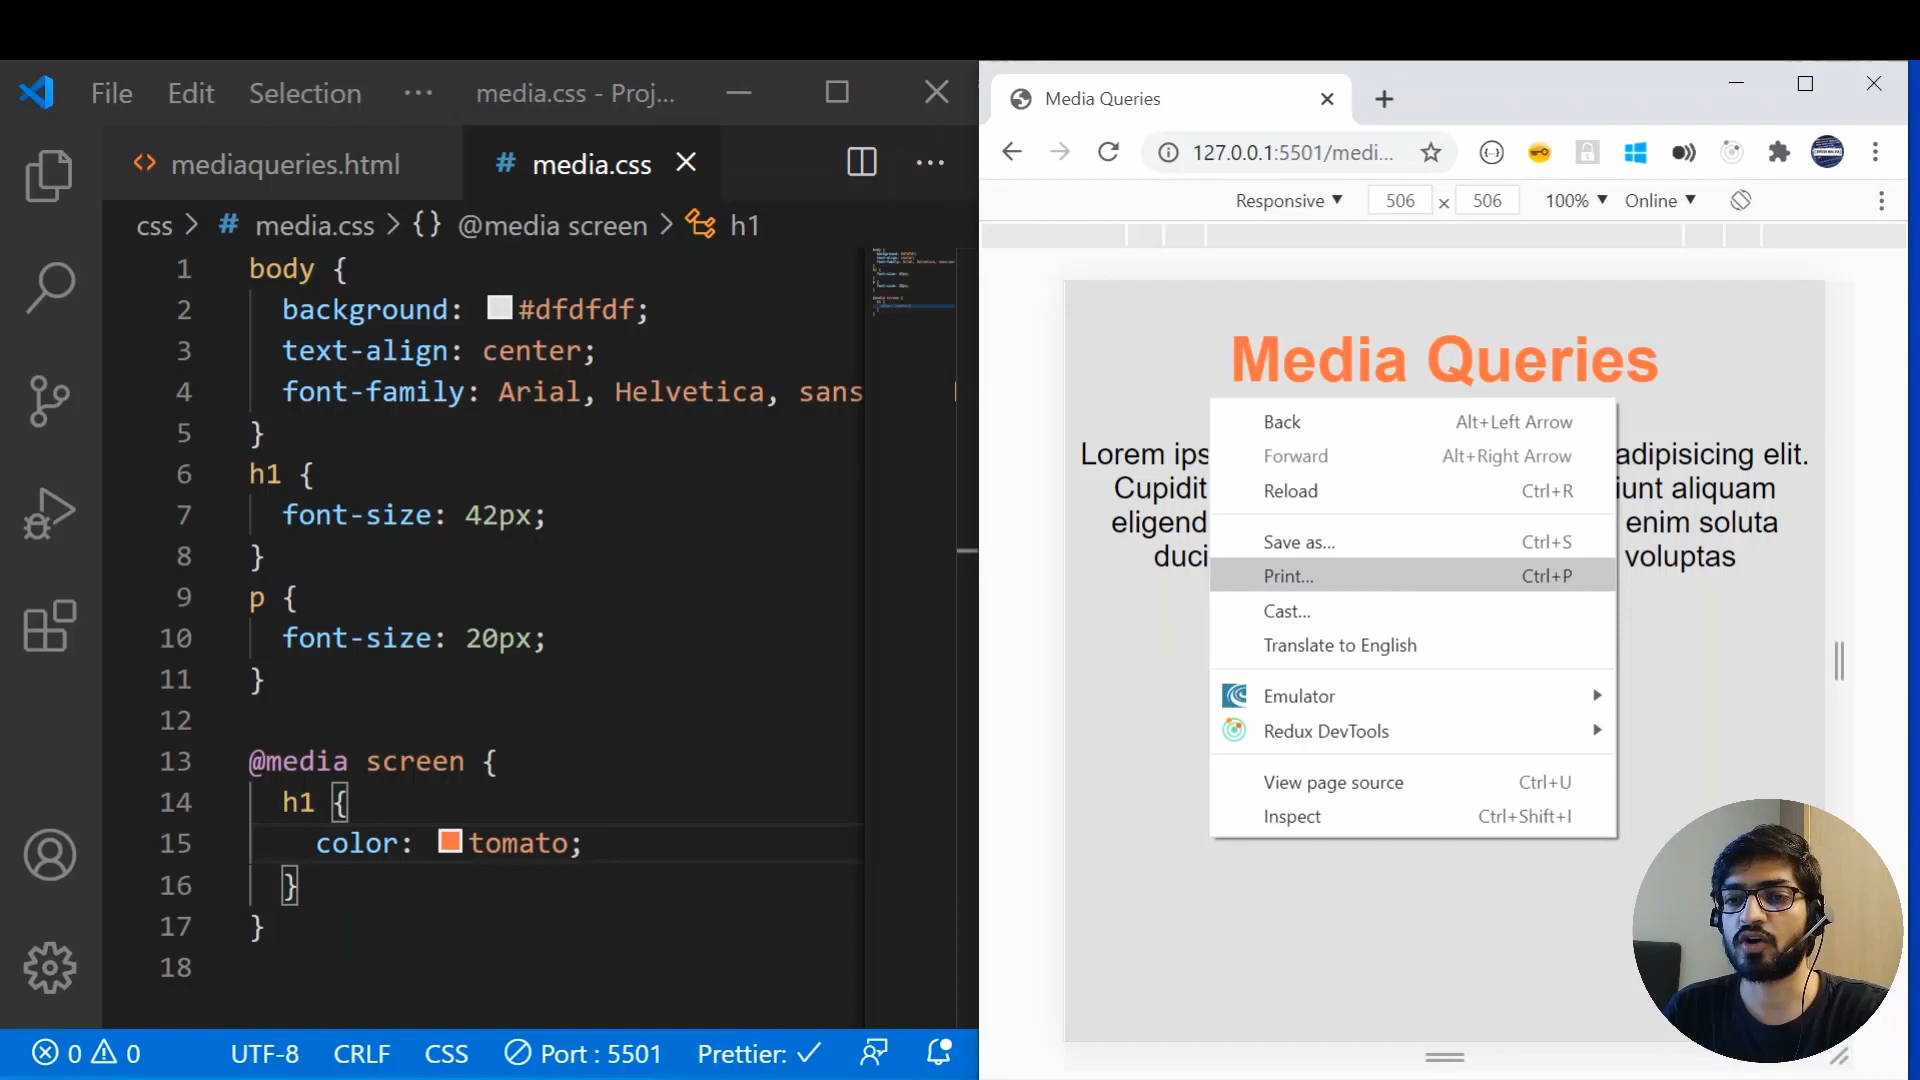 File Edit Selection ··· media.css - Proj...
mediaqueries.html
# media.css
css > # media.css > {} @media screen > h1
1 body {
2 background: #dfdfdf;
3 text-align: center;
4 font-family: Arial, Helvetica, sans
5 }
6 h1 {
7 font-size: 42px;
8 }
9 p {
10 font-size: 20px;
11 }
12
13 @media screen {
14 h1 {
15 color: tomato;
16 }
17 }
18
0 0 UTF-8 CRLF CSS Port : 5501 Prettier: ✓
Media Queries
127.0.0.1:5501/medi...
Responsive ▼ 506 × 506 100% ▼ Online ▼
Media Queries
Lorem ips adipisicing elit.
Cupidit iunt aliquam
eligend enim soluta
duci voluptas
Back Alt+Left Arrow
Forward Alt+Right Arrow
Reload Ctrl+R
Save as... Ctrl+S
Print... Ctrl+P
Cast...
Translate to English
Emulator
Redux DevTools
View page source Ctrl+U
Inspect Ctrl+Shift+I